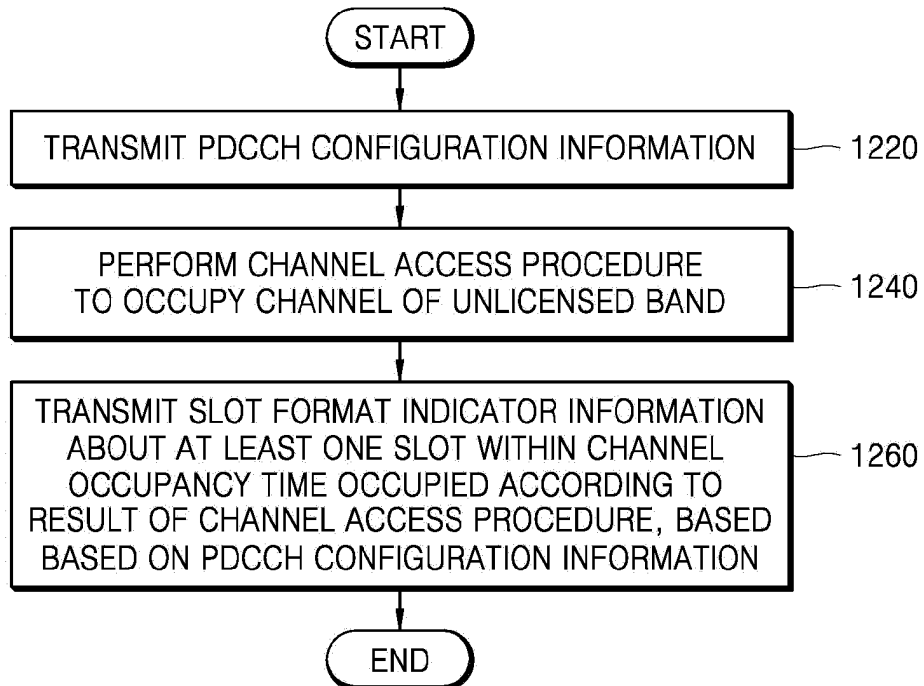 START
TRANSMIT PDCCH CONFIGURATION INFORMATION
1220
PERFORM CHANNEL ACCESS PROCEDURE
TO OCCUPY CHANNEL OF UNLICENSED BAND
1240
TRANSMIT SLOT FORMAT INDICATOR INFORMATION
ABOUT AT LEAST ONE SLOT WITHIN CHANNEL
OCCUPANCY TIME OCCUPIED ACCORDING TO
RESULT OF CHANNEL ACCESS PROCEDURE, BASED
BASED ON PDCCH CONFIGURATION INFORMATION
1260
END